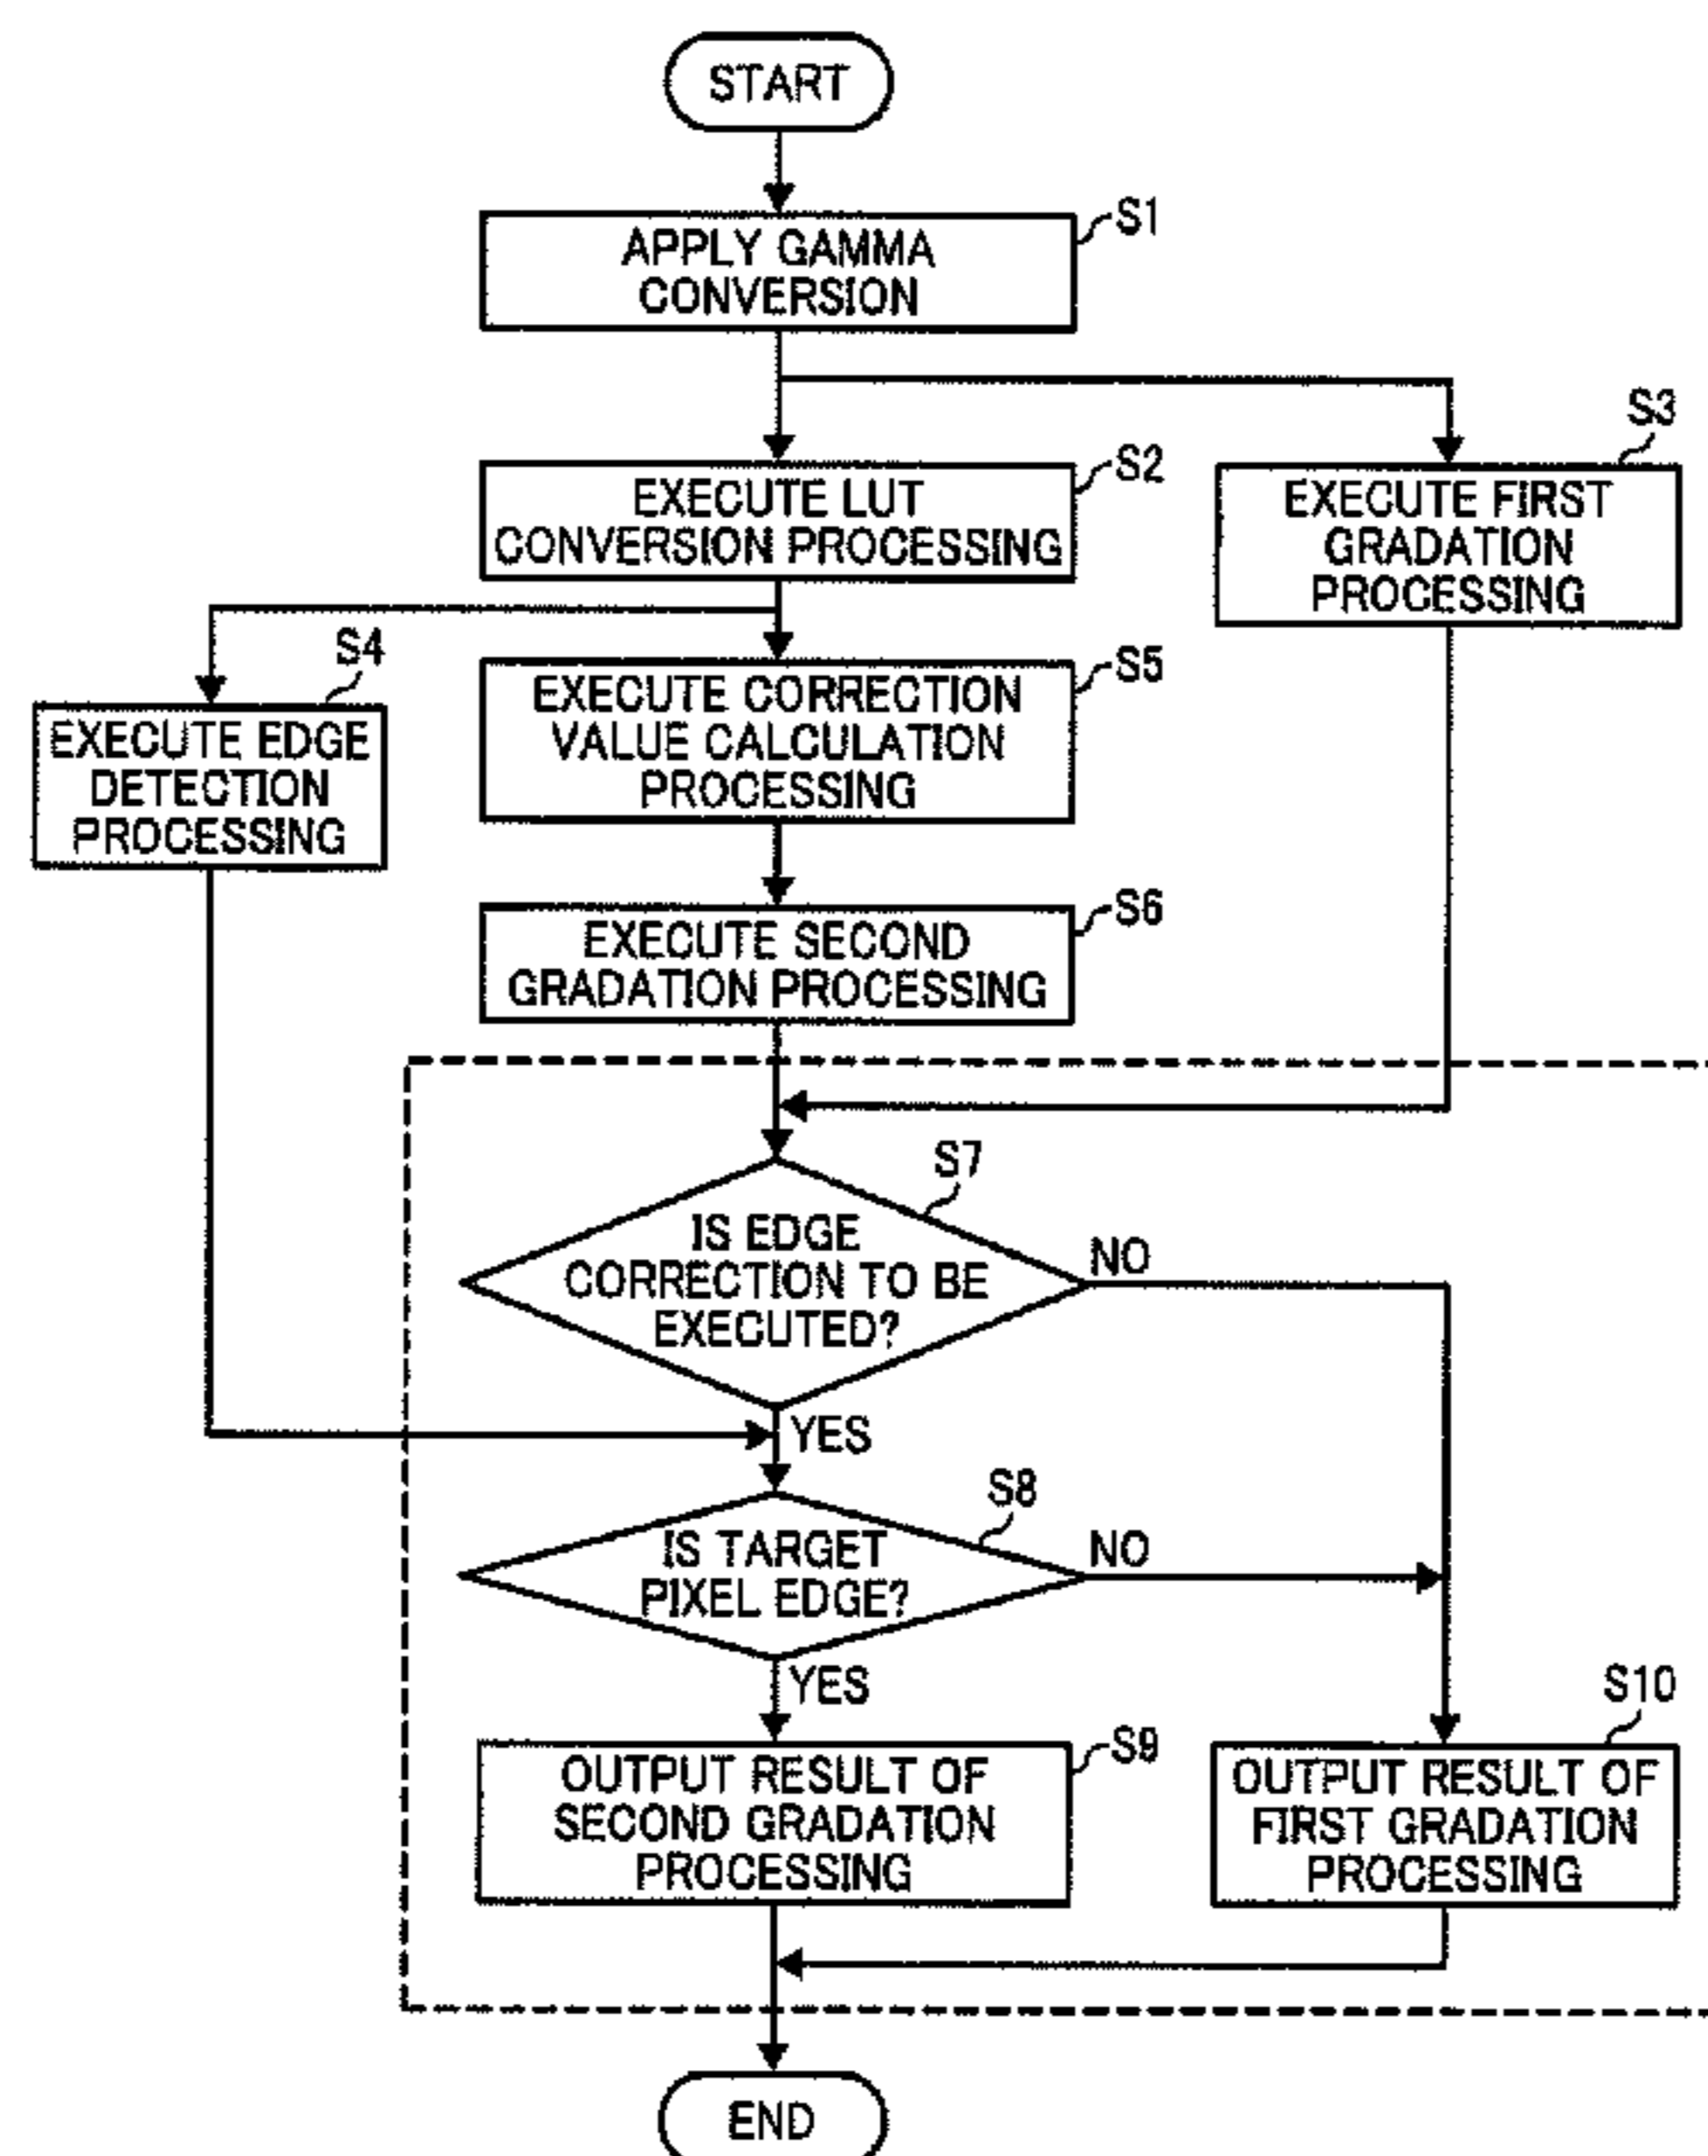 START
S1
APPLY GAMMA
CONVERSION
S2
EXECUTE LUT
CONVERSION PROCESSING
S3
EXECUTE FIRST
GRADATION
PROCESSING
S4
EXECUTE EDGE
DETECTION
PROCESSING
S5
EXECUTE CORRECTION
VALUE CALCULATION
PROCESSING
S6
EXECUTE SECOND
GRADATION PROCESSING
S7
IS EDGE
CORRECTION TO BE
EXECUTED?
NO
YES
S8
IS TARGET
PIXEL EDGE?
NO
YES
S9
OUTPUT RESULT OF
SECOND GRADATION
PROCESSING
S10
OUTPUT RESULT OF
FIRST GRADATION
PROCESSING
END